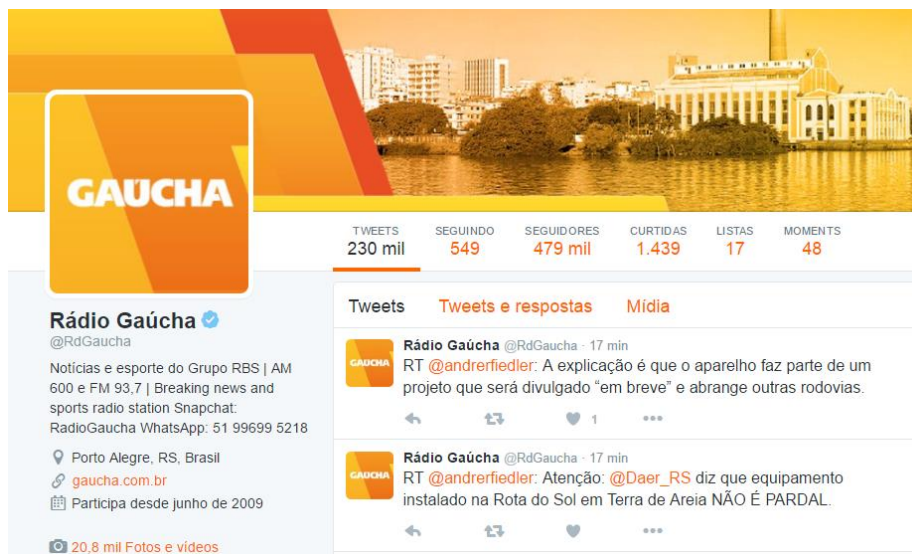 GAÚCHA
TWEETS SEGUINDO SEGUIDORES CURTIDAS LISTAS MOMENTS
230 mil 549 479 mil 1.439 17 48
Rádio Gaúcha
@RdGaucha
Notícias e esporte do Grupo RBS | AM
600 e FM 93,7 | Breaking news and
sports radio station Snapchat:
RadioGaucha WhatsApp: 51 99699 5218
Porto Alegre, RS, Brasil
gaucha.com.br
Participa desde junho de 2009
20,8 mil Fotos e vídeos
Tweets Tweets e respostas Mídia
GAÚCHA
Rádio Gaúcha @RdGaucha · 17 min
RT @andrerfiedler: A explicação é que o aparelho faz parte de um
projeto que será divulgado “em breve” e abrange outras rodovias.
1
GAÚCHA
Rádio Gaúcha @RdGaucha · 17 min
RT @andrerfiedler: Atenção: @Daer_RS diz que equipamento
instalado na Rota do Sol em Terra de Areia NÃO É PARDAL.